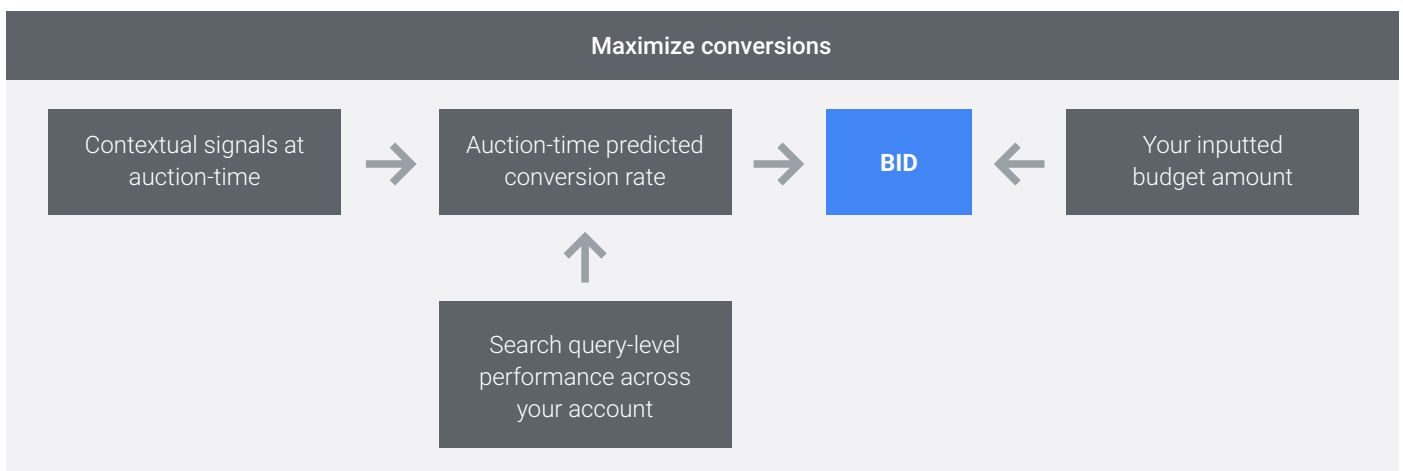 Maximize conversions
Contextual signals at
auction-time
Auction-time predicted
conversion rate
BID
Your inputted
budget amount
Search query-level
performance across
your account